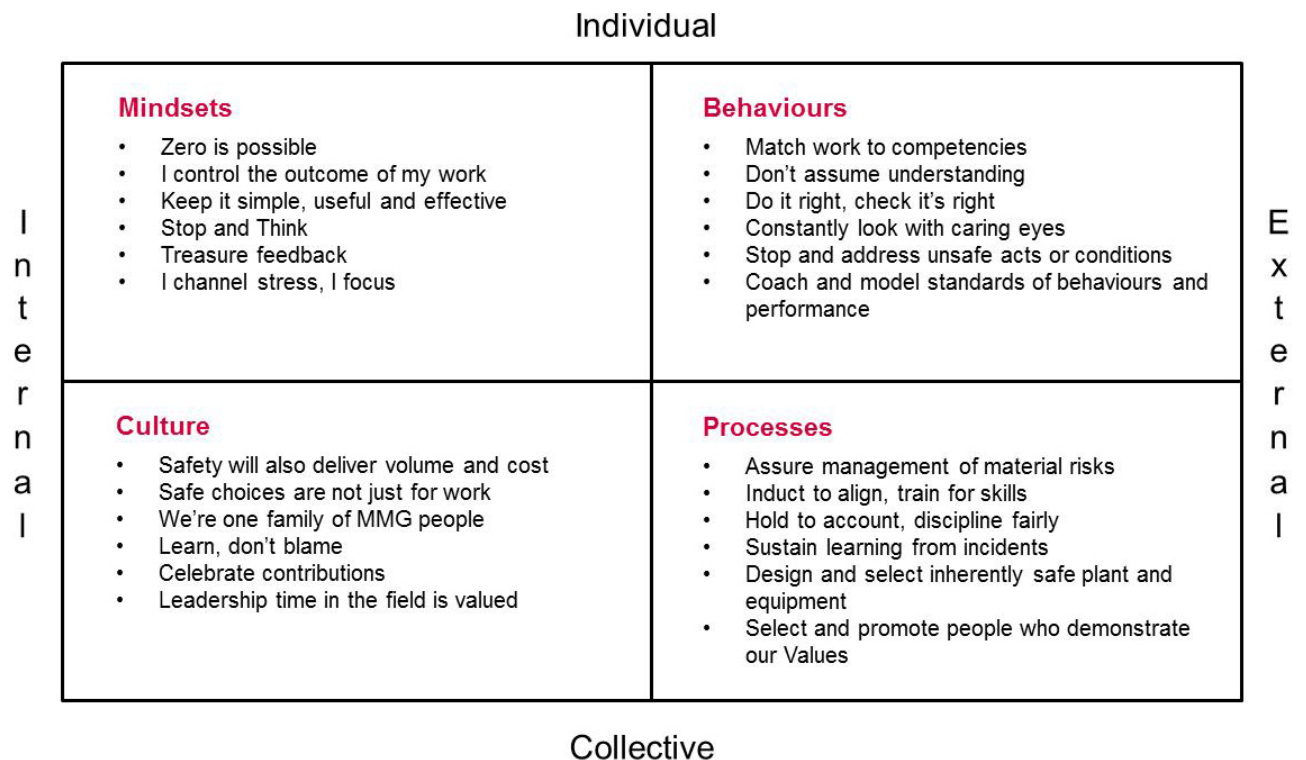 Individual
Mindsets
• Zero is possible
• I control the outcome of my work
• Keep it simple, useful and effective
• Stop and Think
• Treasure feedback
• I channel stress, I focus
Behaviours
• Match work to competencies
• Don't assume understanding
• Do it right, check it's right
• Constantly look with caring eyes
• Stop and address unsafe acts or conditions
• Coach and model standards of behaviours and
performance
Internal
External
Culture
• Safety will also deliver volume and cost
• Safe choices are not just for work
• We're one family of MMG people
• Learn, don't blame
• Celebrate contributions
• Leadership time in the field is valued
Processes
• Assure management of material risks
• Induct to align, train for skills
• Hold to account, discipline fairly
• Sustain learning from incidents
• Design and select inherently safe plant and
equipment
• Select and promote people who demonstrate
our Values
Collective